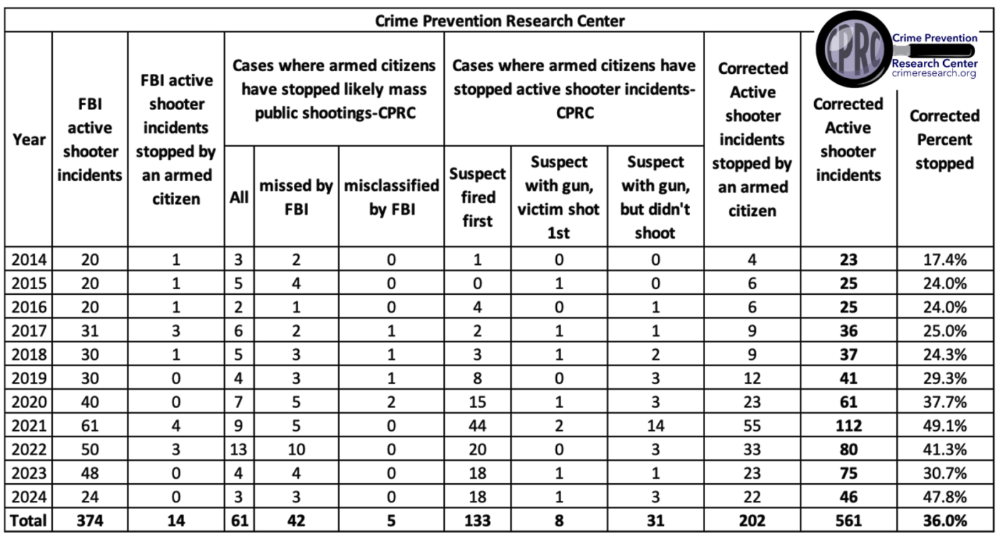 Crime Prevention Research Center
CPRC
Crime Prevention
Research Center
crimeresearch.org
Year
FBI
active
shooter
incidents
FBI active
shooter
incidents
stopped by
an armed
citizen
Cases where armed citizens
have stopped likely mass
public shootings-CPRC
All
missed by
FBI
misclassified
by FBI
Cases where armed citizens have
stopped active shooter incidents-
CPRC
Suspect
fired
first
Suspect
with gun,
victim shot
1st
Suspect
with gun,
but didn't
shoot
Corrected
Active
shooter
incidents
stopped by
an armed
citizen
Corrected
Active
shooter
incidents
Corrected
Percent
stopped
2014 20 1 3 2 0 1 0 0 4 23 17.4%
2015 20 1 5 4 0 0 1 0 6 25 24.0%
2016 20 1 2 1 0 4 0 1 6 25 24.0%
2017 31 3 6 2 1 2 1 1 9 36 25.0%
2018 30 1 5 3 1 3 1 2 9 37 24.3%
2019 30 0 4 3 1 8 0 3 12 41 29.3%
2020 40 0 7 5 2 15 1 3 23 61 37.7%
2021 61 4 9 5 0 44 2 14 55 112 49.1%
2022 50 3 13 10 0 20 0 3 33 80 41.3%
2023 48 0 4 4 0 18 1 1 23 75 30.7%
2024 24 0 3 3 0 18 1 3 22 46 47.8%
Total 374 14 61 42 5 133 8 31 202 561 36.0%